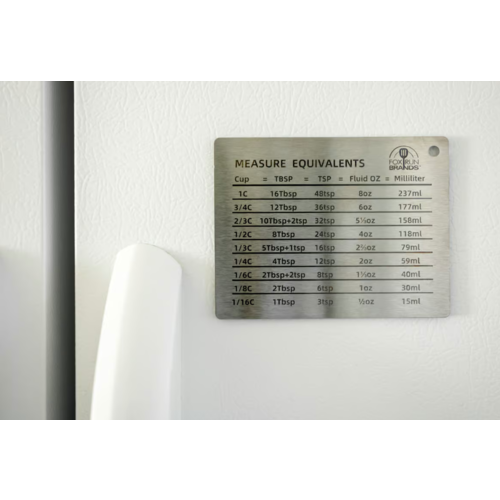 MEASURE EQUIVALENTS
FOX RUN
BRANDS
Cup = TBSP = TSP = Fluid OZ = Milliliter
1C 16Tbsp 48tsp 8oz 237ml
3/4C 12Tbsp 36tsp 6oz 177ml
2/3C 10Tbsp+2tsp 32tsp 5⅓oz 158ml
1/2C 8Tbsp 24tsp 4oz 118ml
1/3C 5Tbsp+1tsp 16tsp 2⅔oz 79ml
1/4C 4Tbsp 12tsp 2oz 59ml
1/6C 2Tbsp+2tsp 8tsp 1⅓oz 40ml
1/8C 2Tbsp 6tsp 1oz 30ml
1/16C 1Tbsp 3tsp ½oz 15ml